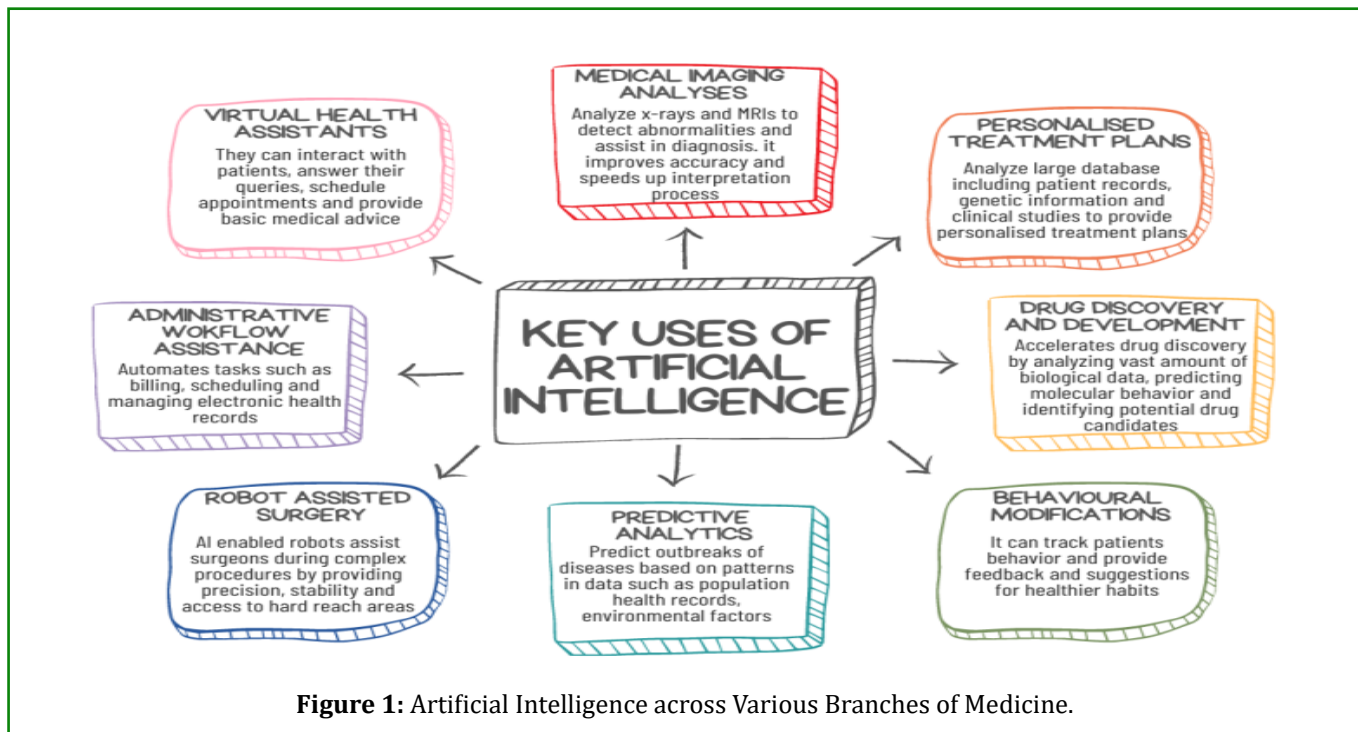 VIRTUAL HEALTH
ASSISTANTS
They can interact with
patients, answer their
queries, schedule
appointments and provide
basic medical advice
MEDICAL IMAGING
ANALYSES
Analyze x-rays and MRIs to
detect abnormalities and
assist in diagnosis. it
improves accuracy and
speeds up interpretation
process
PERSONALISED
TREATMENT PLANS
Analyze large database
including patient records,
genetic information and
clinical studies to provide
personalised treatment plans
ADMINISTRATIVE
WOKFLOW
ASSISTANCE
Automates tasks such as
billing, scheduling and
managing electronic health
records
KEY USES OF
ARTIFICIAL
INTELLIGENCE
DRUG DISCOVERY
AND DEVELOPMENT
Accelerates drug discovery
by analyzing vast amount of
biological data, predicting
molecular behavior and
identifying potential drug
candidates
ROBOT ASSISTED
SURGERY
AI enabled robots assist
surgeons during complex
procedures by providing
precision, stability and
access to hard reach areas
PREDICTIVE
ANALYTICS
Predict outbreaks of
diseases based on patterns
in data such as population
health records,
environmental factors
BEHAVIOURAL
MODIFICATIONS
It can track patients
behavior and provide
feedback and suggestions
for healthier habits
Figure 1: Artificial Intelligence across Various Branches of Medicine.